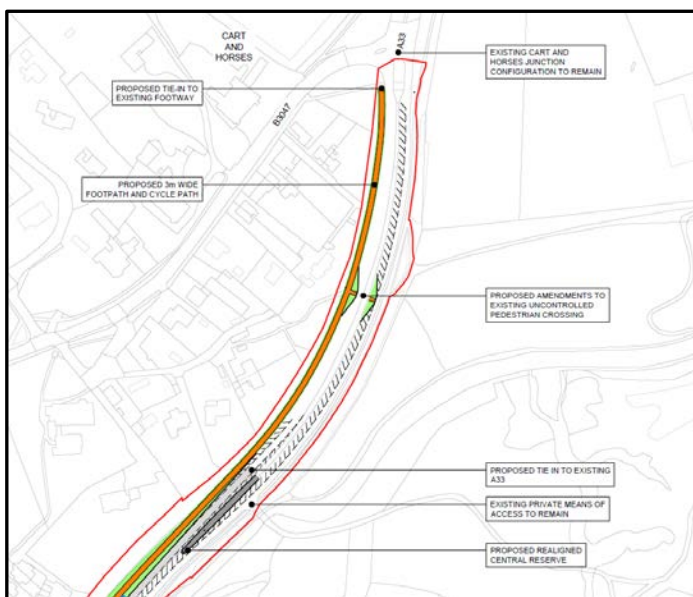 CART
AND
HORSES
A33
EXISTING CART AND
HORSES JUNCTION
CONFIGURATION TO REMAIN
PROPOSED TIE-IN TO
EXISTING FOOTWAY
B3047
PROPOSED 3m WIDE
FOOTPATH AND CYCLE PATH
PROPOSED AMENDMENTS TO
EXISTING UNCONTROLLED
PEDESTRIAN CROSSING
PROPOSED TIE IN TO EXISTING
A33
EXISTING PRIVATE MEANS OF
ACCESS TO REMAIN
PROPOSED REALIGNED
CENTRAL RESERVE